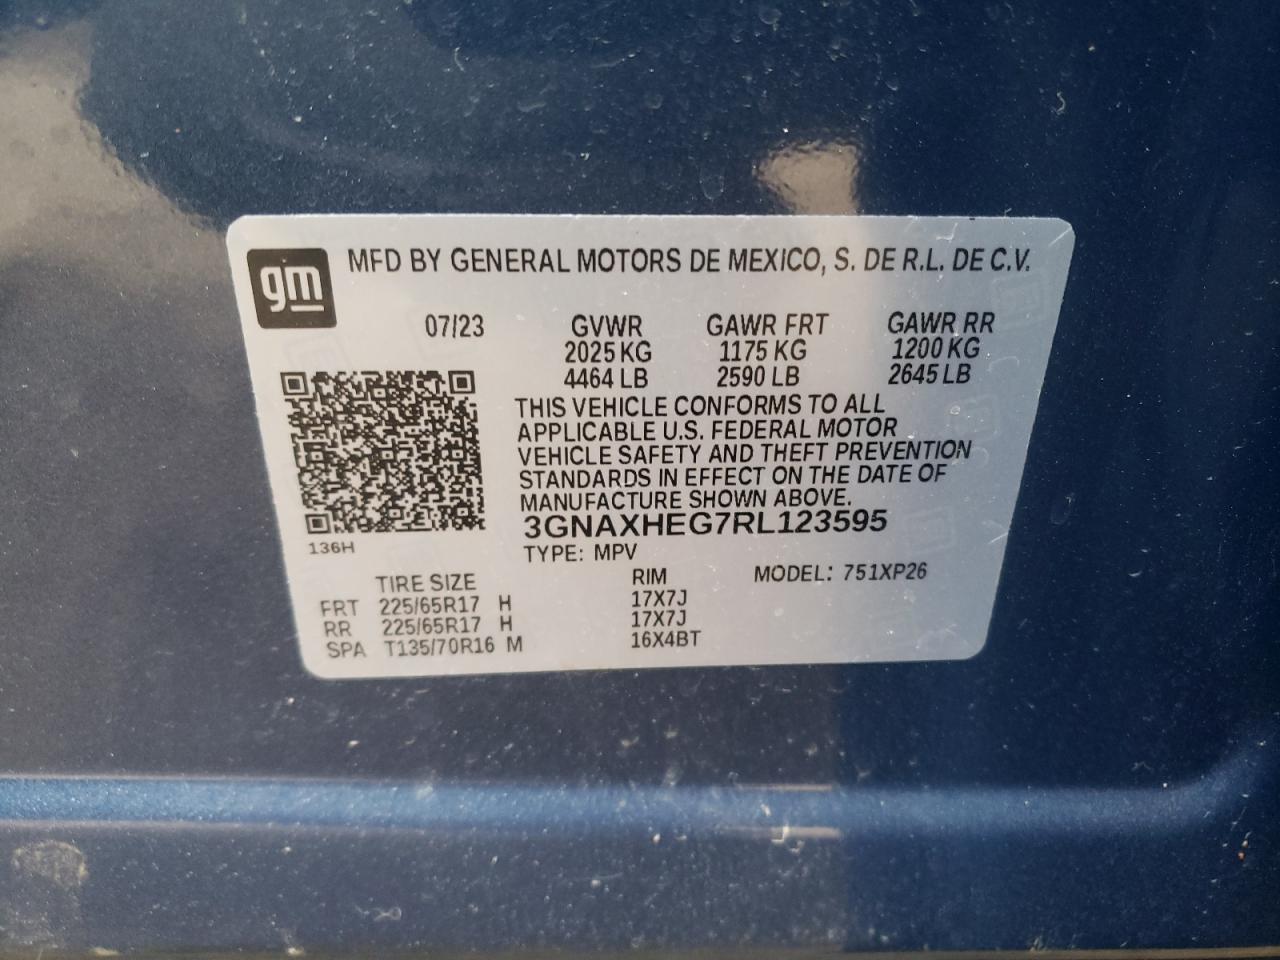 gm MFD BY GENERAL MOTORS DE MEXICO, S. DE R.L. DE C.V.
07/23 GVWR GAWR FRT GAWR RR
2025 KG 1175 KG 1200 KG
4464 LB 2590 LB 2645 LB
THIS VEHICLE CONFORMS TO ALL
APPLICABLE U.S. FEDERAL MOTOR
VEHICLE SAFETY AND THEFT PREVENTION
STANDARDS IN EFFECT ON THE DATE OF
MANUFACTURE SHOWN ABOVE.
3GNAXHEG7RL123595
136H TYPE: MPV
TIRE SIZE RIM MODEL: 751XP26
FRT 225/65R17 H 17X7J
RR 225/65R17 H 17X7J
SPA T135/70R16 M 16X4BT